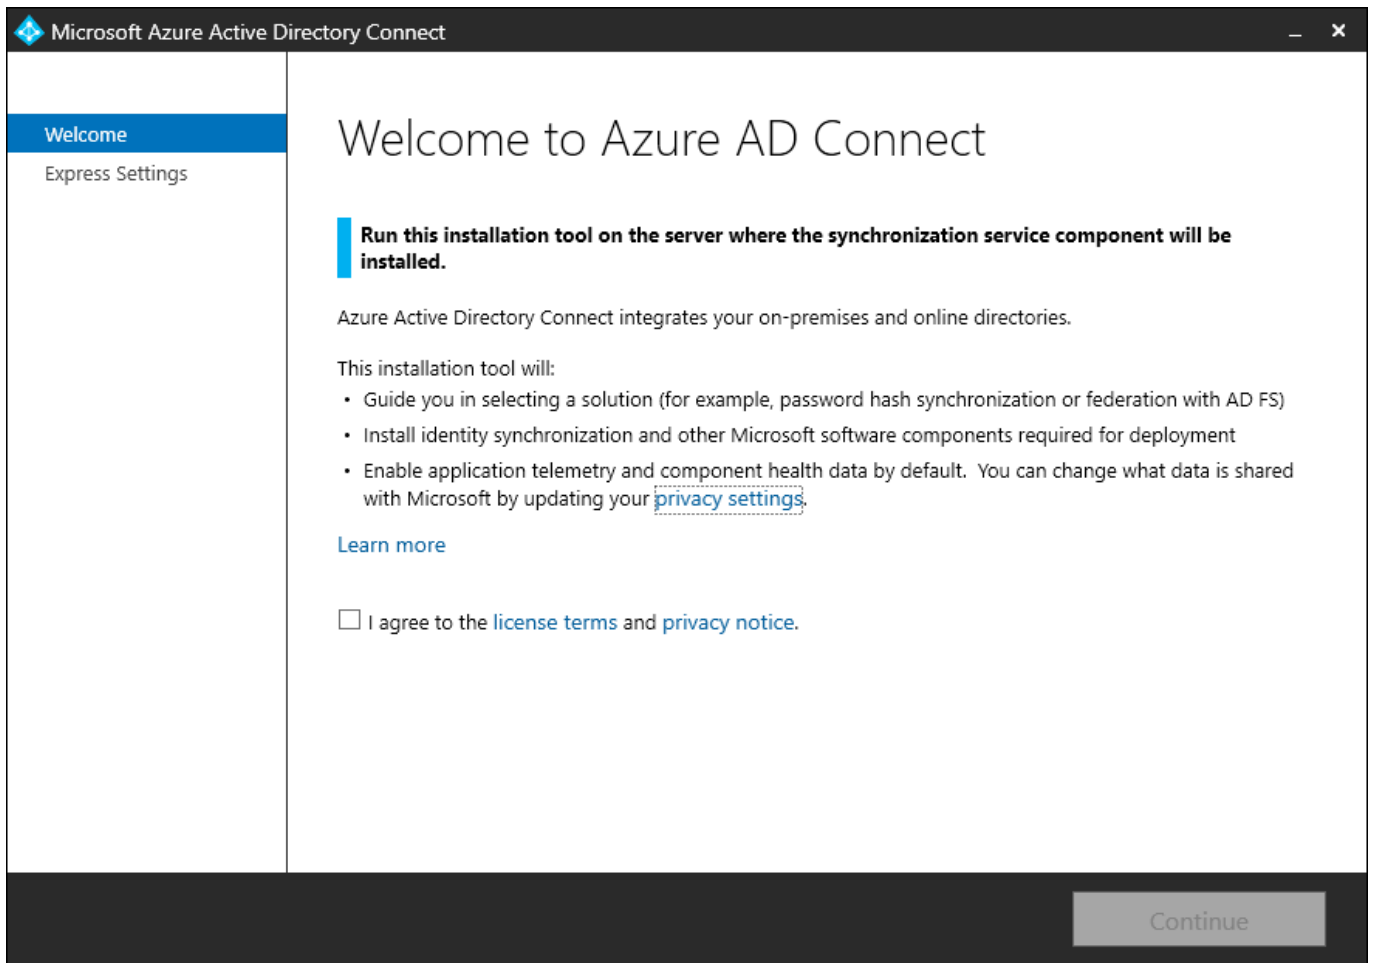 Microsoft Azure Active Directory Connect
Welcome
Express Settings
Welcome to Azure AD Connect
Run this installation tool on the server where the synchronization service component will be
installed.
Azure Active Directory Connect integrates your on-premises and online directories.
This installation tool will:
• Guide you in selecting a solution (for example, password hash synchronization or federation with AD FS)
• Install identity synchronization and other Microsoft software components required for deployment
• Enable application telemetry and component health data by default.  You can change what data is shared
with Microsoft by updating your privacy settings.
Learn more
I agree to the license terms and privacy notice.
Continue